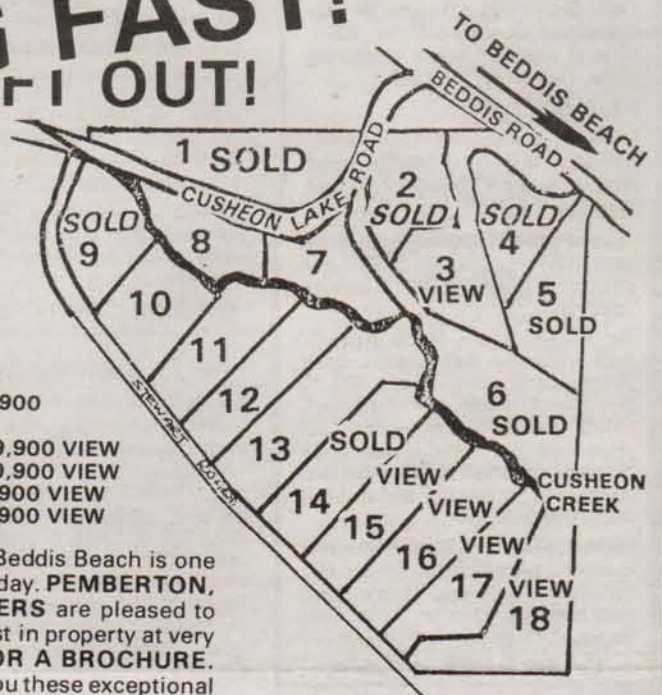 FAST!
OUT!
TO BEDDIS BEACH
BEDDIS ROAD
1 SOLD
CUSHEON LAKE ROAD
2
SOLD
SOLD
4
3
VIEW
5
SOLD
SOLD
9
8
7
10
11
12
13
6
SOLD
SOLD
14
VIEW
15
VIEW
16
VIEW
17
VIEW
18
CUSHEON
CREEK
STEWART ROAD
900
9,900 VIEW
,900 VIEW
900 VIEW
900 VIEW
Beddis Beach is one
day. PEMBERTON,
ERS are pleased to
st in property at very
OR A BROCHURE.
ou these exceptional